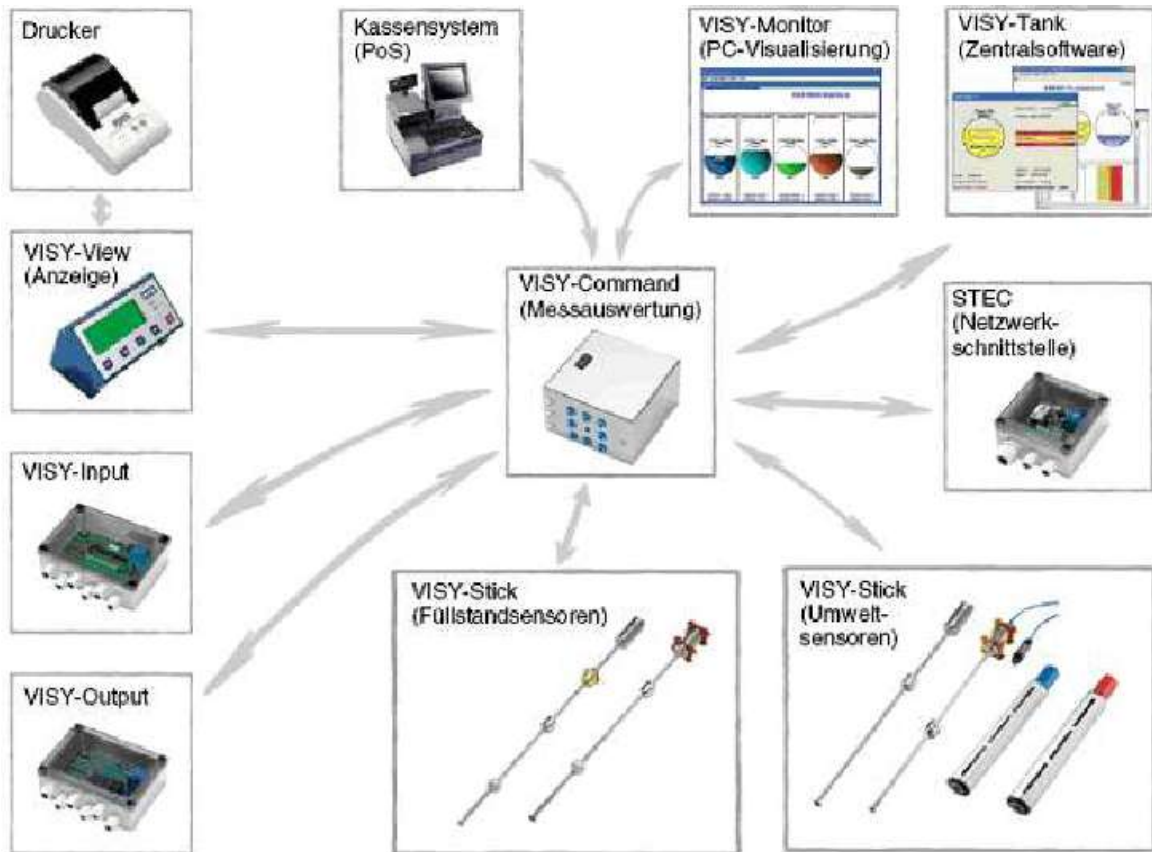 Drucker
Kassensystem
(PoS)
VISY-Monitor
(PC-Visualisierung)
VISY-Tank
(Zentralsoftware)
VISY-View
(Anzeige)
VISY-Command
(Messauswertung)
STEC
(Netzwerk-
schnittstelle)
VISY-Input
VISY-Stick
(Füllstandsensoren)
VISY-Stick
(Umwelt-
sensoren)
VISY-Output